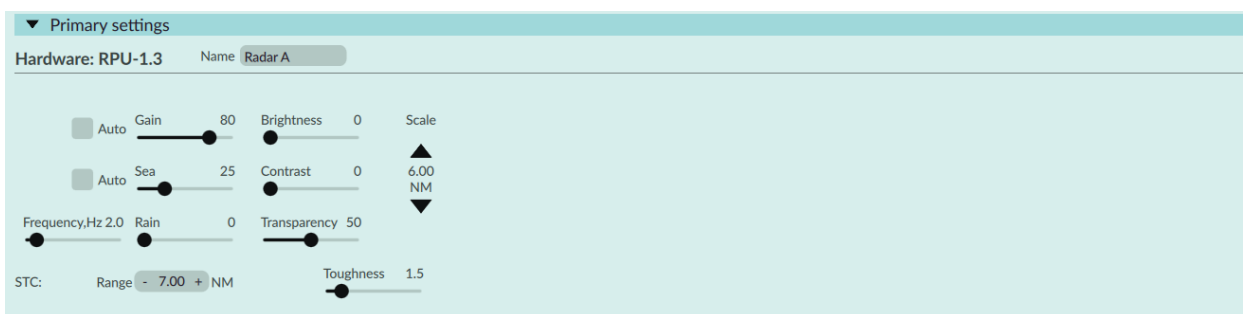 Primary settings
Hardware: RPU-1.3 Name Radar A
Auto Gain 80 Brightness 0 Scale
Auto Sea 25 Contrast 0 6.00
NM
Frequency,Hz 2.0 Rain 0 Transparency 50
STC: Range - 7.00 + NM Toughness 1.5